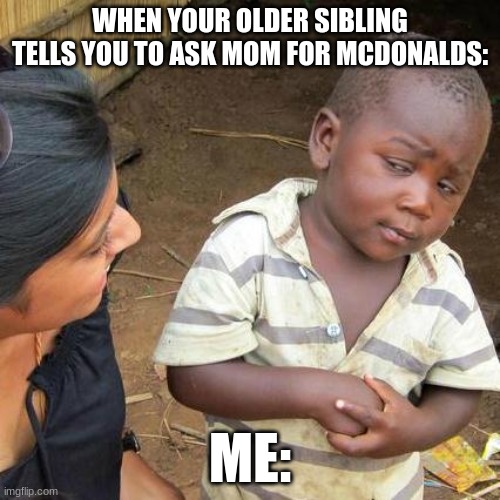 WHEN YOUR OLDER SIBLING
TELLS YOU TO ASK MOM FOR MCDONALDS:
ME:
imgflip.com